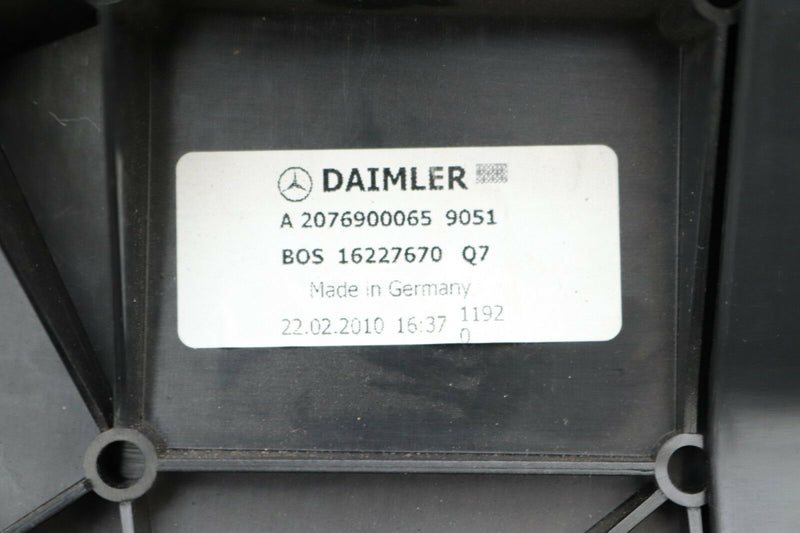 DAIMLER
A 2076900065 9051
BOS 16227670 Q7
Made in Germany
22.02.2010 16:37 1192
0